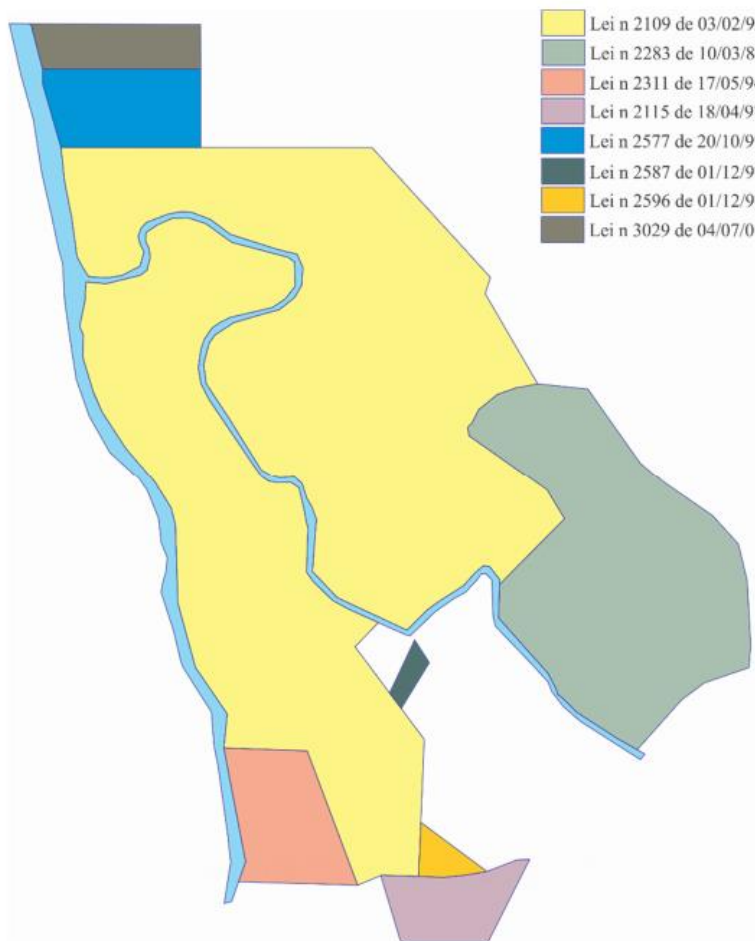 Lei n 2109 de 03/02/9
Lei n 2283 de 10/03/8
Lei n 2311 de 17/05/9
Lei n 2115 de 18/04/9
Lei n 2577 de 20/10/9
Lei n 2587 de 01/12/9
Lei n 2596 de 01/12/9
Lei n 3029 de 04/07/0